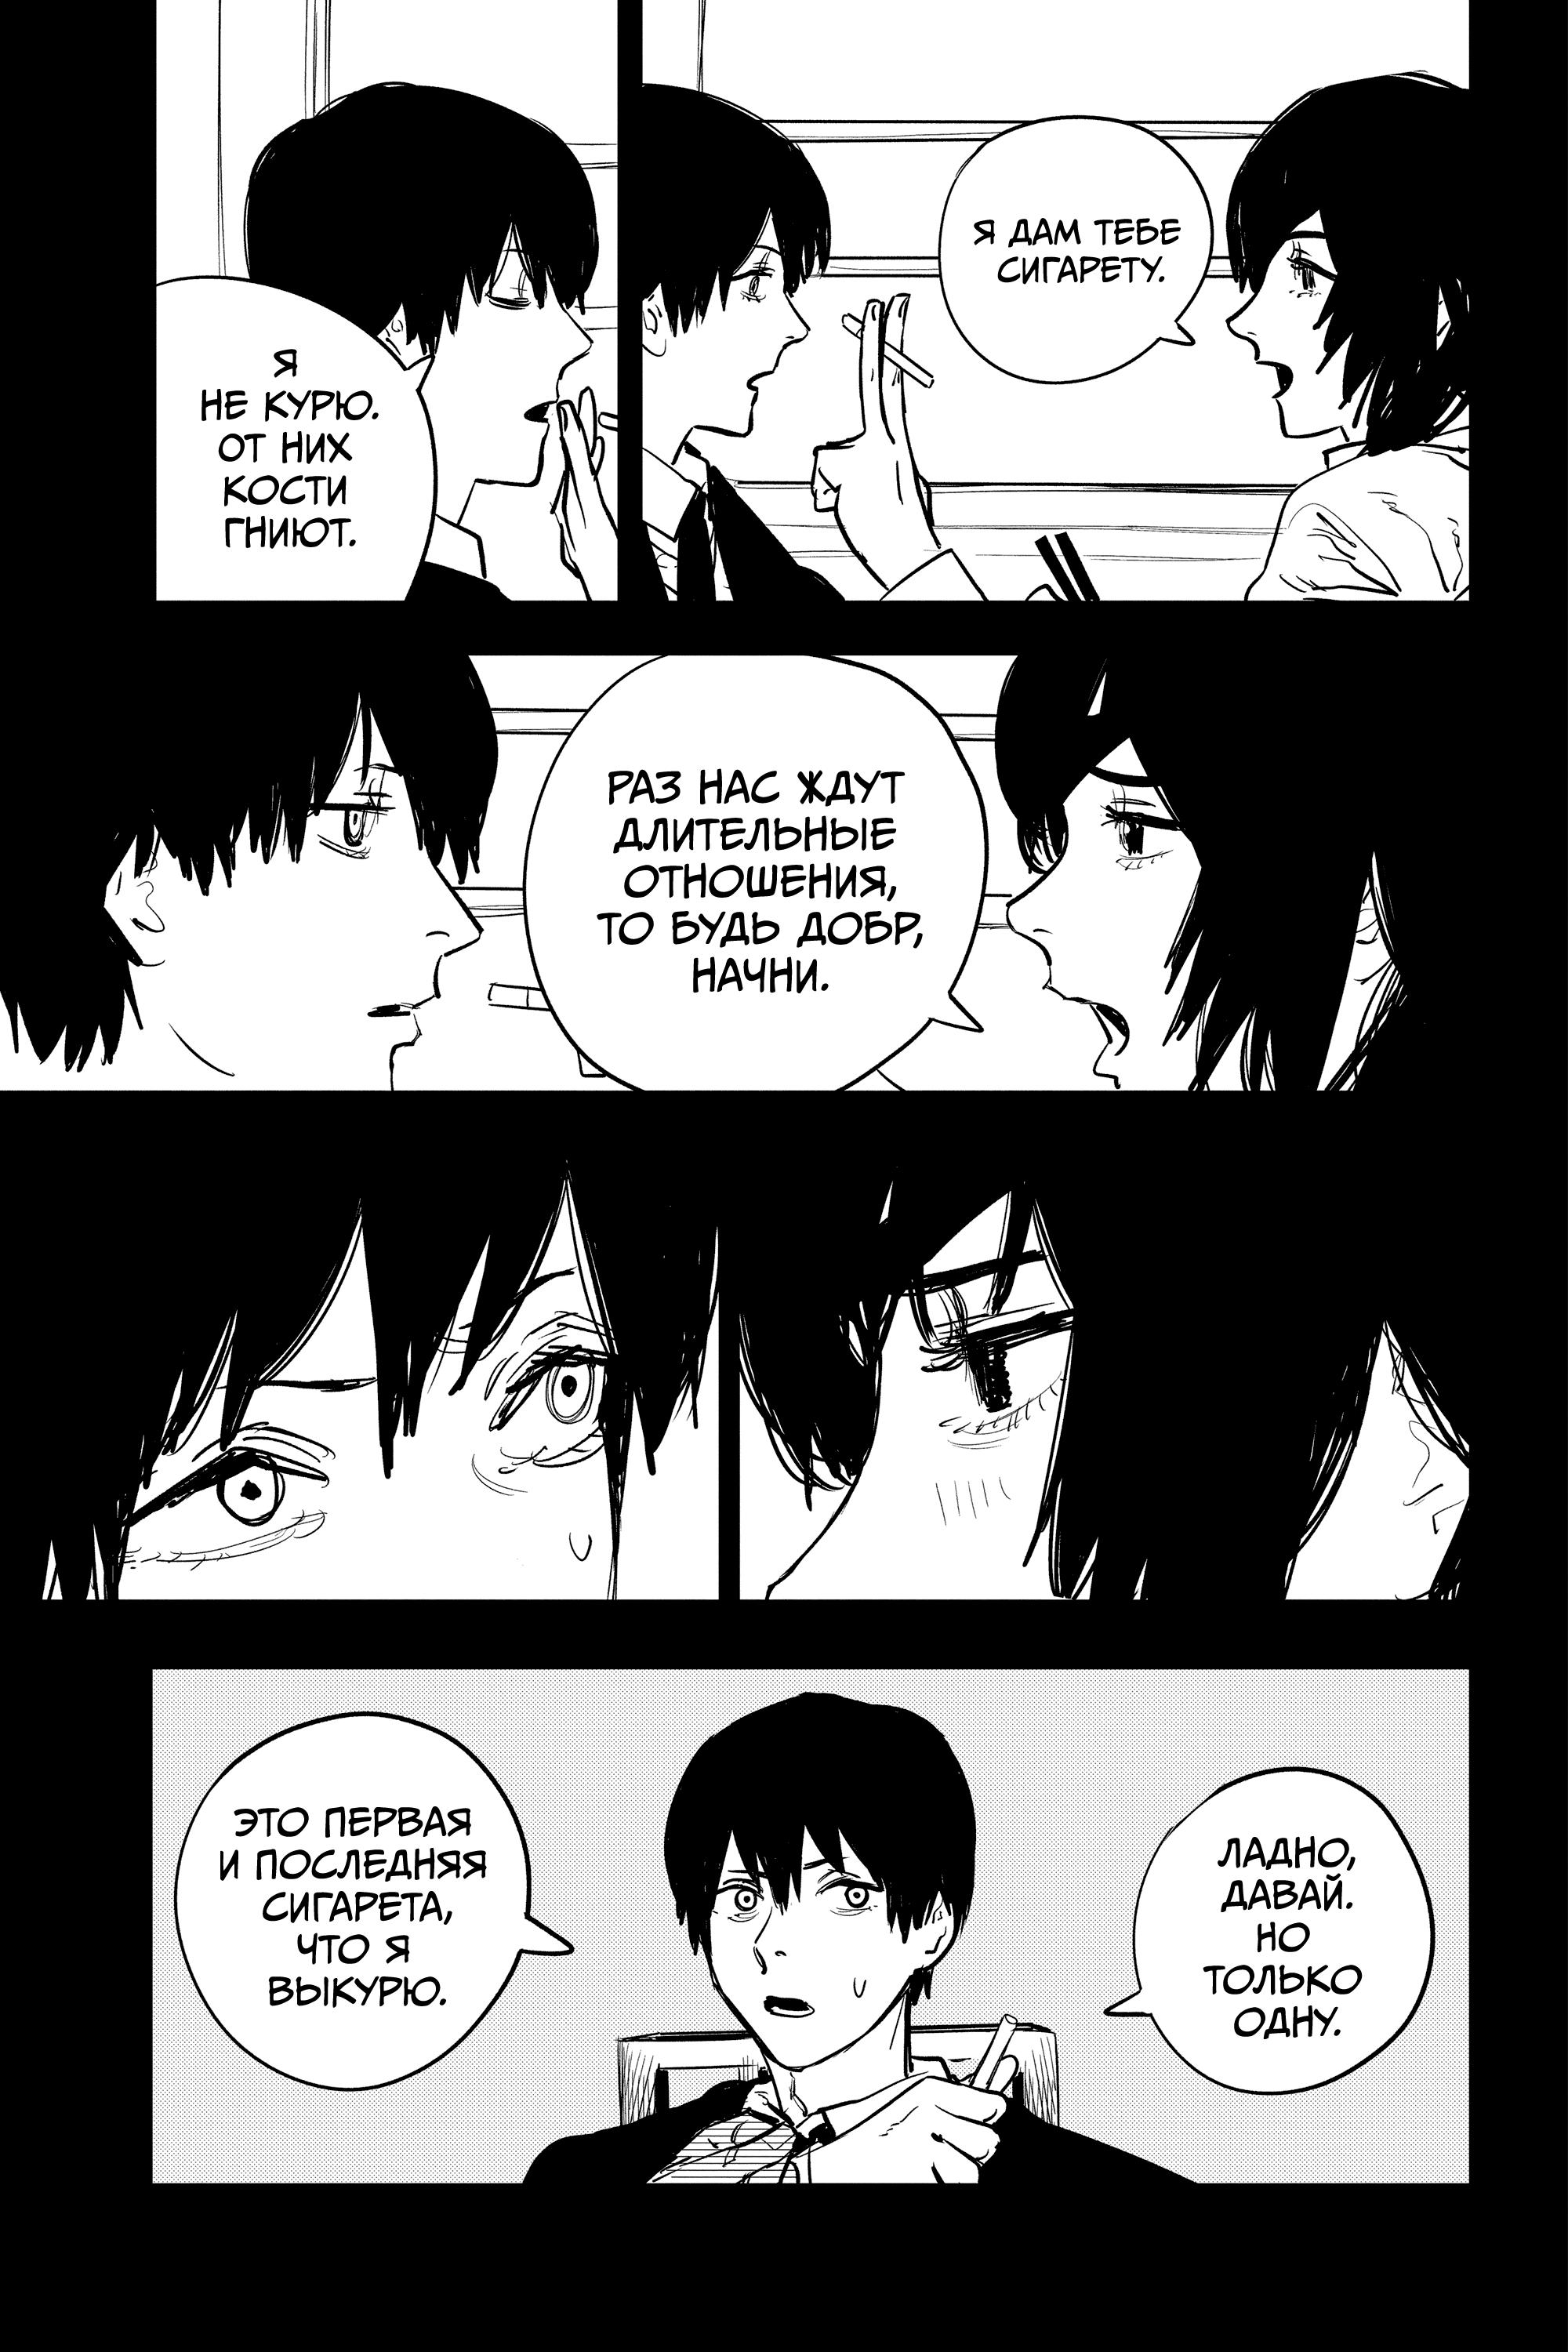 Я ДАМ ТЕБЕ
СИГАРЕТУ.
Я
НЕ КУРЮ.
ОТ НИХ
КОСТИ
ГНИЮТ.
РАЗ НАС ЖДУТ
ДЛИТЕЛЬНЫЕ
ОТНОШЕНИЯ,
ТО БУДЬ ДОБР,
НАЧНИ.
ЛАДНО,
ДАВАЙ.
НО
ТОЛЬКО
ОДНУ.
ЭТО ПЕРВАЯ
И ПОСЛЕДНЯЯ
СИГАРЕТА,
ЧТО Я
ВЫКУРЮ.